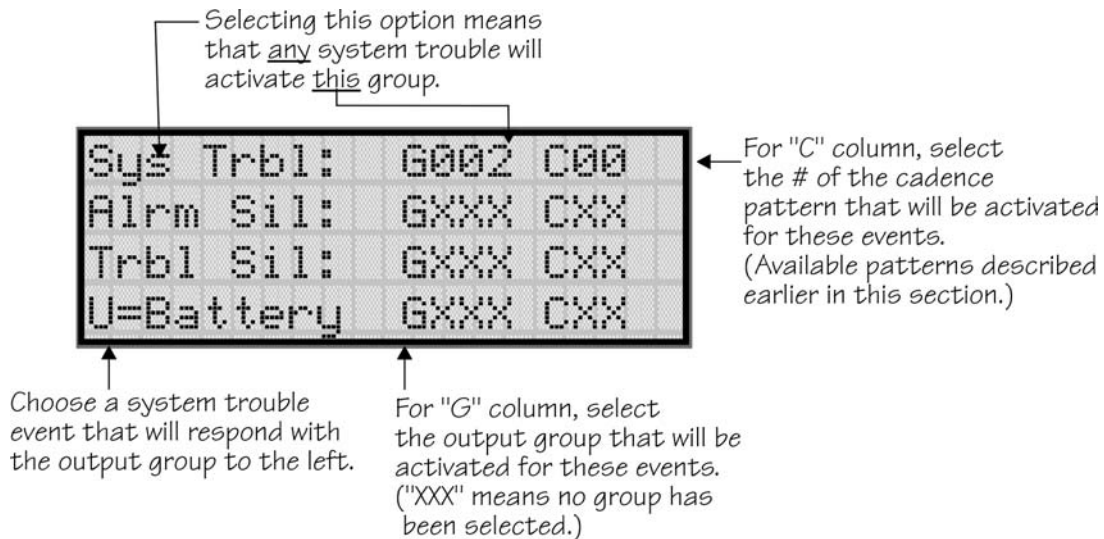 Selecting this option means
that any system trouble will
activate this group.
Sys Trbl: G002 C00
Alrm Sil: GXXX CXX
Trbl Sil: GXXX CXX
U=Battery GXXX CXX
For "C" column, select
the # of the cadence
pattern that will be activated
for these events.
(Available patterns described
earlier in this section.)
Choose a system trouble
event that will respond with
the output group to the left.
For "G" column, select
the output group that will be
activated for these events.
("XXX" means no group has
been selected.)